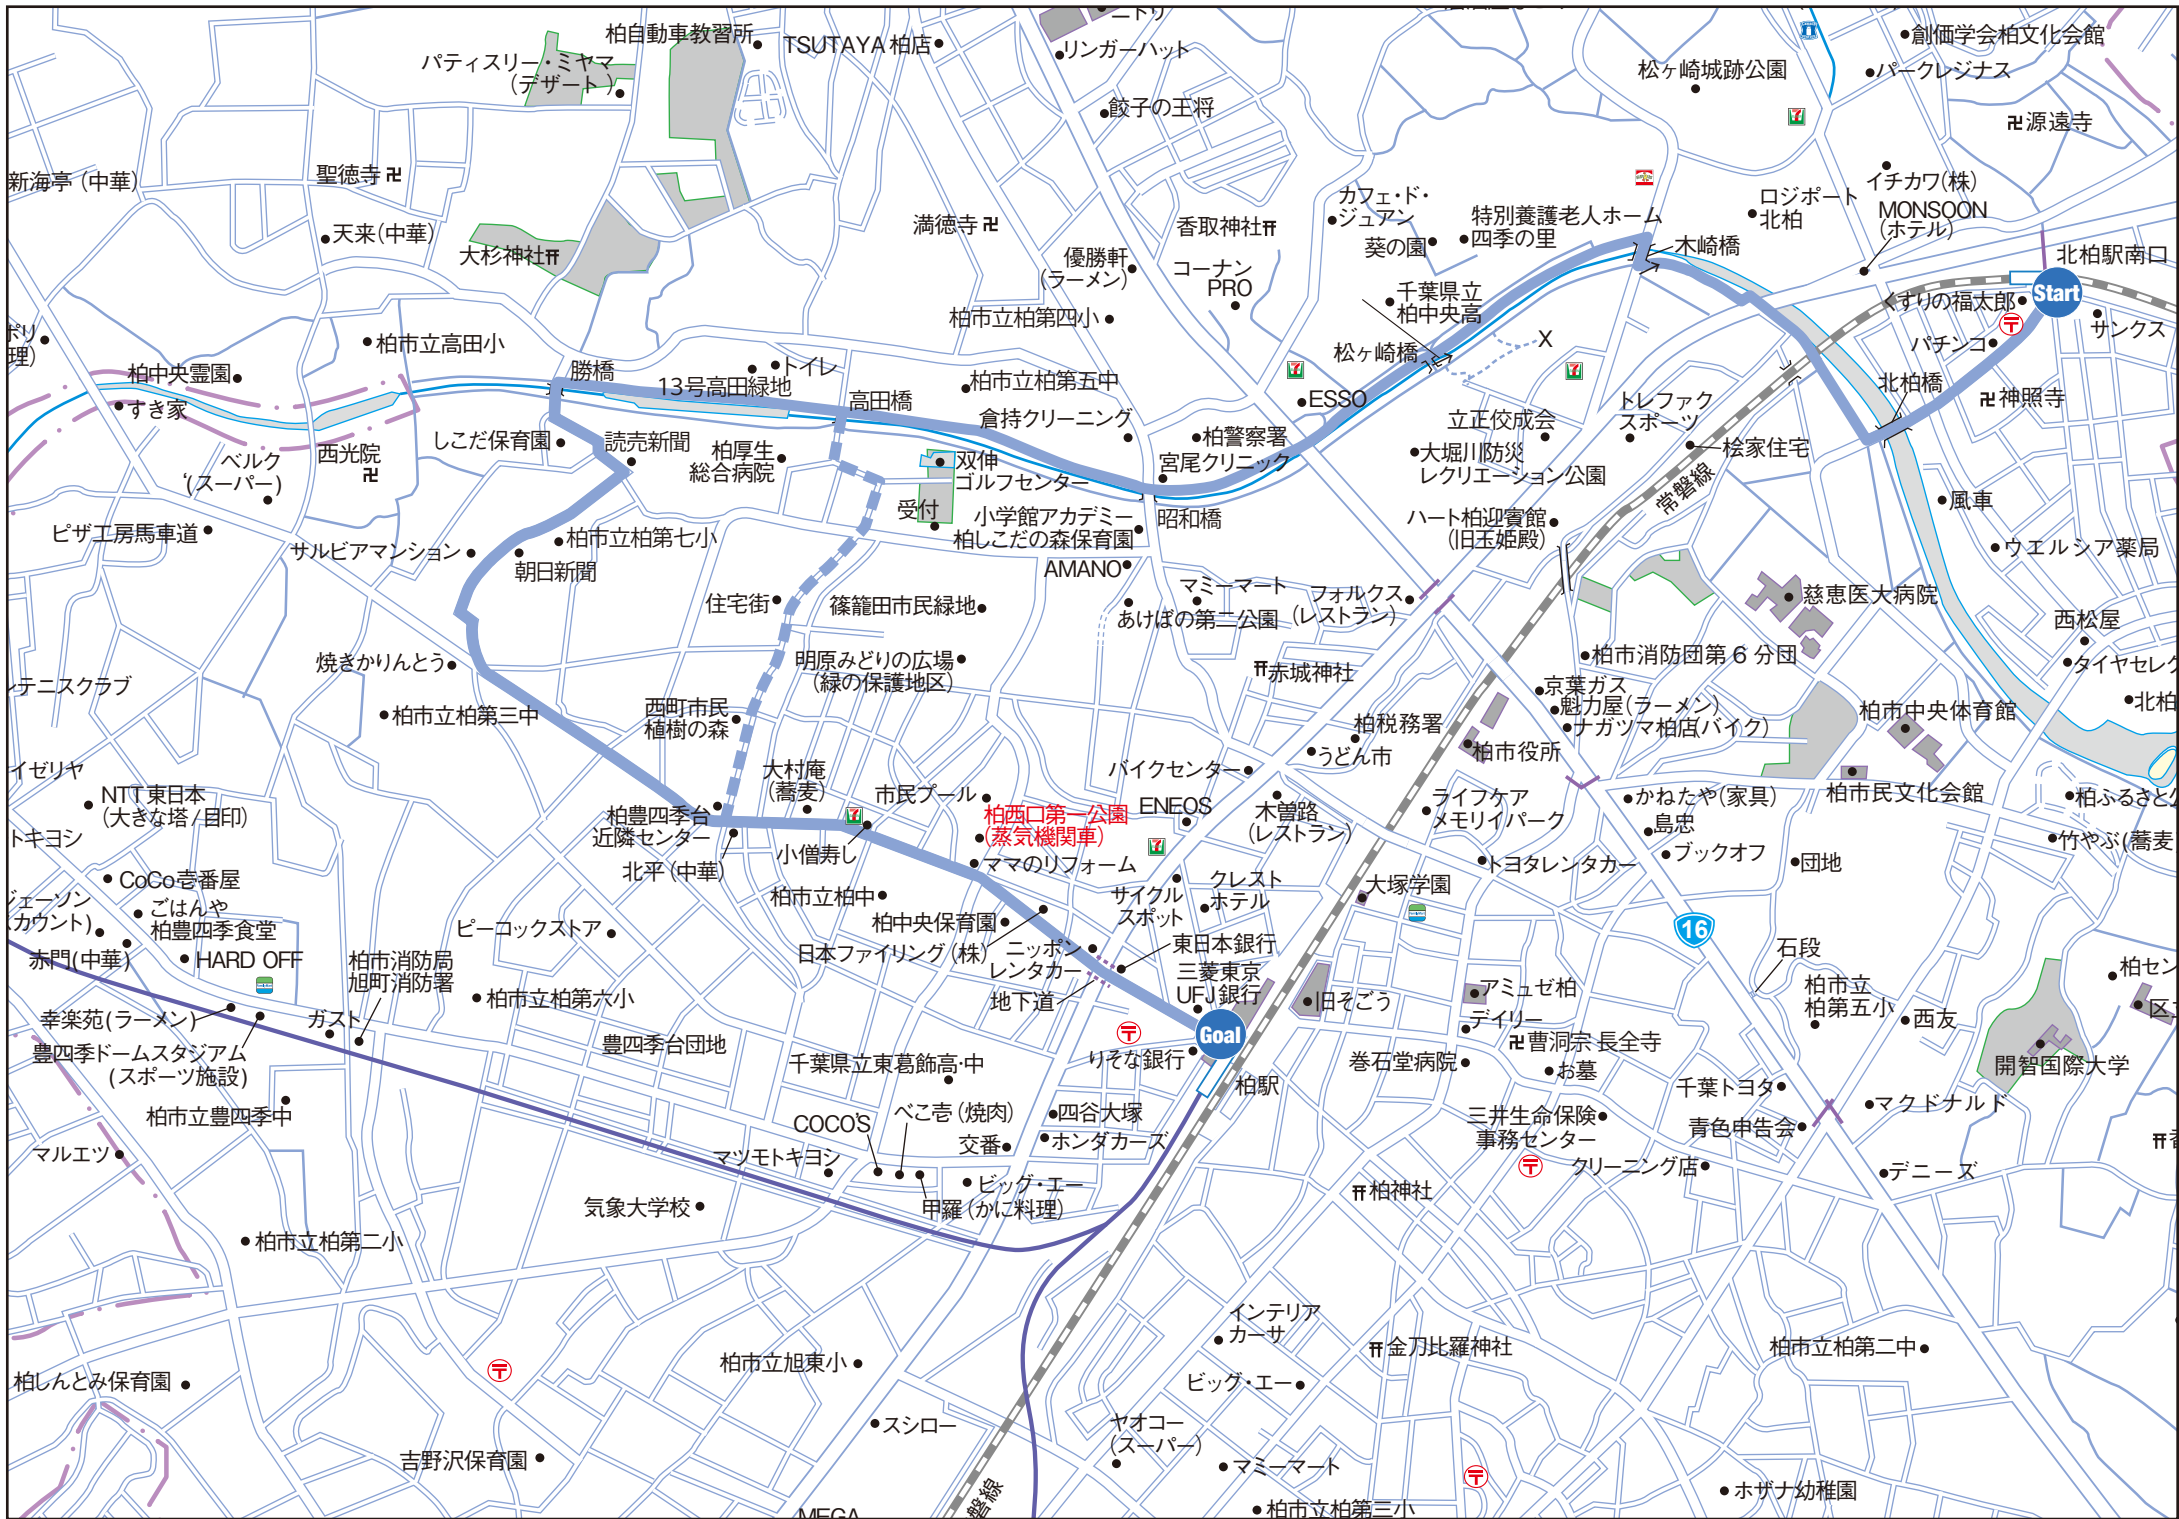 ニトリ
柏自動車教習所
TSUTAYA 柏店
リンガーハット
創価学会柏文化会館
パティスリー・ミヤマ
(デザート)
松ヶ崎城跡公園
パークレジナス
餃子の王将
卍源遠寺
新海亭(中華)
聖徳寺卍
カフェ・ド・
ジュアン
特別養護老人ホーム
四季の里
ロジポート
北柏
イチカワ(株)
MONSOON
(ホテル)
満徳寺卍
香取神社
天来(中華)
大杉神社
葵の園
木崎橋
北柏駅南口
優勝軒
(ラーメン)
コーナン
PRO
千葉県立
柏中央高
くすりの福太郎
Start
サンクス
柏市立柏第四小
パチンコ
柏市立高田小
松ヶ崎橋
X
柏中央霊園
勝橋
トイレ
13号高田緑地
柏市立柏第五中
北柏橋
すき家
高田橋
ESSO
卍神照寺
倉持クリーニング
立正佼成会
トレファク
スポーツ
しこだ保育園
読売新聞
柏警察署
桧家住宅
西光院
卍
ベルク
(スーパー)
柏厚生
総合病院
双伸
ゴルフセンター
宮尾クリニック
大堀川防災
レクリエーション公園
常磐線
受付
風車
ピザ工房馬車道
小学館アカデミー
柏しこだの森保育園
昭和橋
ハート柏迎賓館
(旧玉姫殿)
サルビアマンション
柏市立柏第七小
朝日新聞
AMANO
ウエルシア薬局
住宅街
篠籠田市民緑地
マミーマート
あけぼの第二公園
フォルクス
(レストラン)
慈恵医大病院
西松屋
焼きかりんとう
明原みどりの広場
(緑の保護地区)
赤城神社
柏市消防団第6分団
タイヤセレク
テニスクラブ
京葉ガス
魁力屋(ラーメン)
ナガツマ柏店(バイク)
北柏
柏市立柏第三中
西町市民
植樹の森
柏税務署
柏市中央体育館
うどん市
柏市役所
イゼリヤ
大村庵
(蕎麦)
バイクセンター
NTT東日本
(大きな塔/目印)
市民プール
ENEOS
木曽路
(レストラン)
ライフケア
メモリイパーク
かねたや(家具)
柏市民文化会館
柏ふるさと公
トキヨシ
柏豊四季台
近隣センター
柏西口第一公園
(蒸気機関車)
島忠
竹やぶ(蕎麦
小僧寿し
ママのリフォーム
トヨタレンタカー
ブックオフ
団地
北平(中華)
CoCo壱番屋
ごはんや
柏豊四季食堂
ジェーソン
カウント)
柏市立柏中
サイクル
スポット
クレスト
ホテル
大塚学園
柏中央保育園
ピーコックストア
16
日本ファイリング(株)
ニッポン
レンタカー
東日本銀行
石段
赤門(中華)
HARD OFF
柏市消防局
旭町消防署
三菱東京
UFJ銀行
柏セン
地下道
旧そごう
アミュゼ柏
柏市立
柏第五小
柏市立柏第六小
幸楽苑(ラーメン)
ガスト
Goal
デイリー
西友
豊四季ドームスタジアム
(スポーツ施設)
豊四季台団地
りそな銀行
卍曹洞宗 長全寺
千葉県立東葛飾高・中
巻石堂病院
お墓
開智国際大学
柏駅
千葉トヨタ
柏市立豊四季中
COCO'S
べこ壱(焼肉)
四谷大塚
三井生命保険
事務センター
マクドナルド
青色申告会
マルエツ
交番
ホンダカーズ
マツモトキヨシ
クリーニング店
デニーズ
ビッグ・エー
柏神社
気象大学校
甲羅(かに料理)
柏市立柏第二小
インテリア
カーサ
金刀比羅神社
柏市立柏第二中
柏市立旭東小
柏しんとみ保育園
ビッグ・エー
スシロー
ヤオコー
(スーパー)
吉野沢保育園
マミーマート
磐線
ホザナ幼稚園
MEGA
柏市立柏第三小